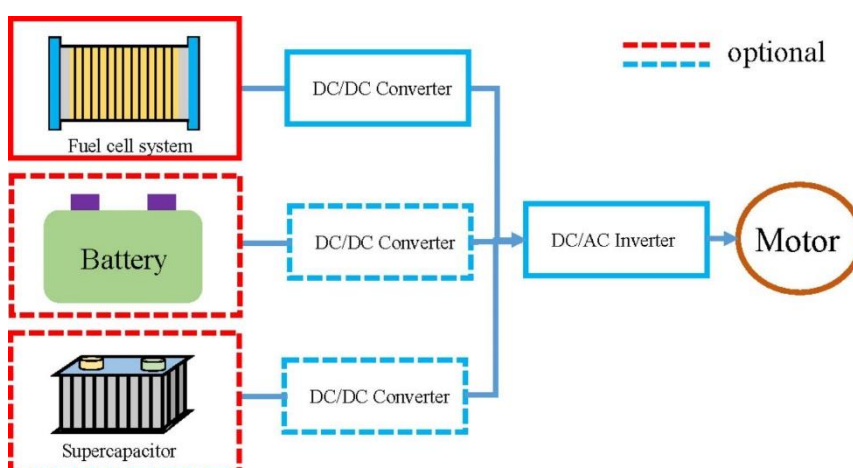 optional
DC/DC Converter
Fuel cell system
Battery
DC/DC Converter
DC/AC Inverter
Motor
DC/DC Converter
Supercapacitor